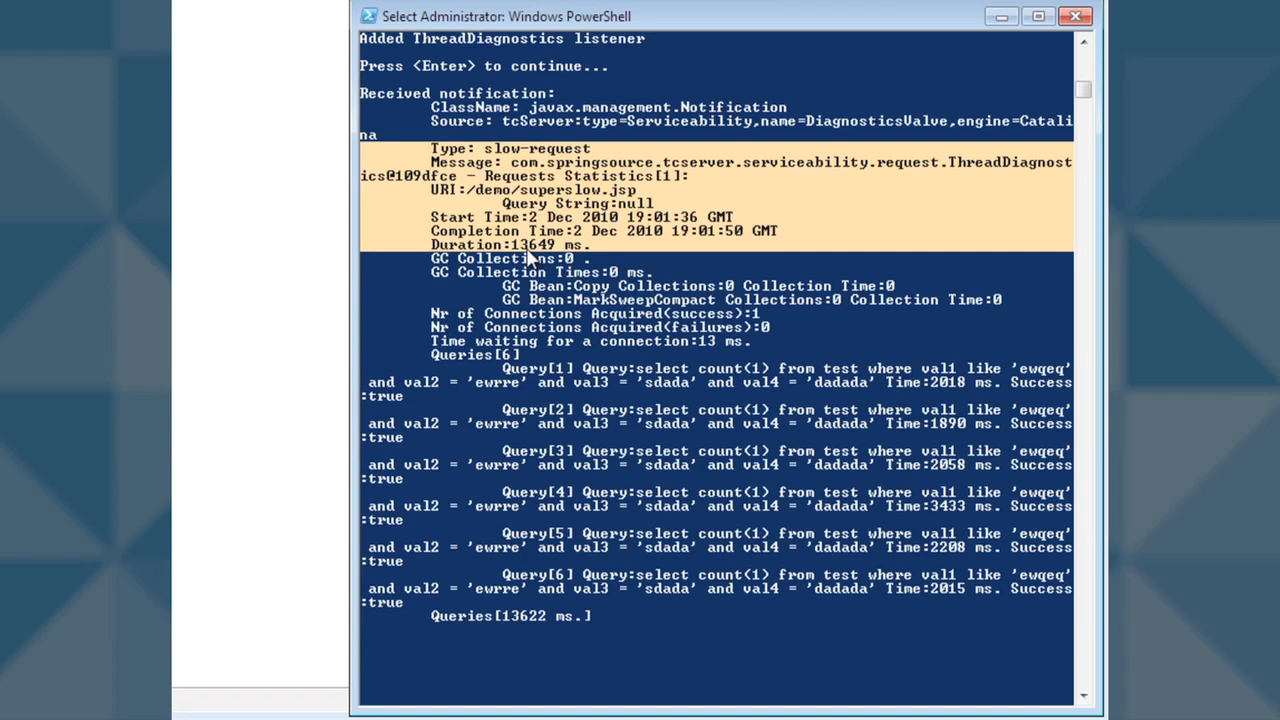 Select Administrator: Windows PowerShell
Added ThreadDiagnostics listener
Press <Enter> to continue...
Received notification:
ClassName: javax.management.Notification
Source: tcServer:type=Serviceability,name=DiagnosticsValve,engine=Catali
na
Type: slow-request
Message: com.springsource.tcserver.serviceability.request.ThreadDiagnost
ics@109dfce - Requests Statistics[1]:
URI:/demo/superslow.jsp
Query String:null
Start Time:2 Dec 2010 19:01:36 GMT
Completion Time:2 Dec 2010 19:01:50 GMT
Duration:13649 ms.
GC Collections:0 .
GC Collection Times:0 ms.
GC Bean:Copy Collections:0 Collection Time:0
GC Bean:MarkSweepCompact Collections:0 Collection Time:0
Nr of Connections Acquired(success):1
Nr of Connections Acquired(failures):0
Time waiting for a connection:13 ms.
Queries[6]
Query[1] Query:select count(1) from test where val1 like 'ewqeq'
and val2 = 'ewrre' and val3 = 'sdada' and val4 = 'dadada' Time:2018 ms. Success
:true
Query[2] Query:select count(1) from test where val1 like 'ewqeq'
and val2 = 'ewrre' and val3 = 'sdada' and val4 = 'dadada' Time:1890 ms. Success
:true
Query[3] Query:select count(1) from test where val1 like 'ewqeq'
and val2 = 'ewrre' and val3 = 'sdada' and val4 = 'dadada' Time:2058 ms. Success
:true
Query[4] Query:select count(1) from test where val1 like 'ewqeq'
and val2 = 'ewrre' and val3 = 'sdada' and val4 = 'dadada' Time:3433 ms. Success
:true
Query[5] Query:select count(1) from test where val1 like 'ewqeq'
and val2 = 'ewrre' and val3 = 'sdada' and val4 = 'dadada' Time:2208 ms. Success
:true
Query[6] Query:select count(1) from test where val1 like 'ewqeq'
and val2 = 'ewrre' and val3 = 'sdada' and val4 = 'dadada' Time:2015 ms. Success
:true
Queries[13622 ms.]